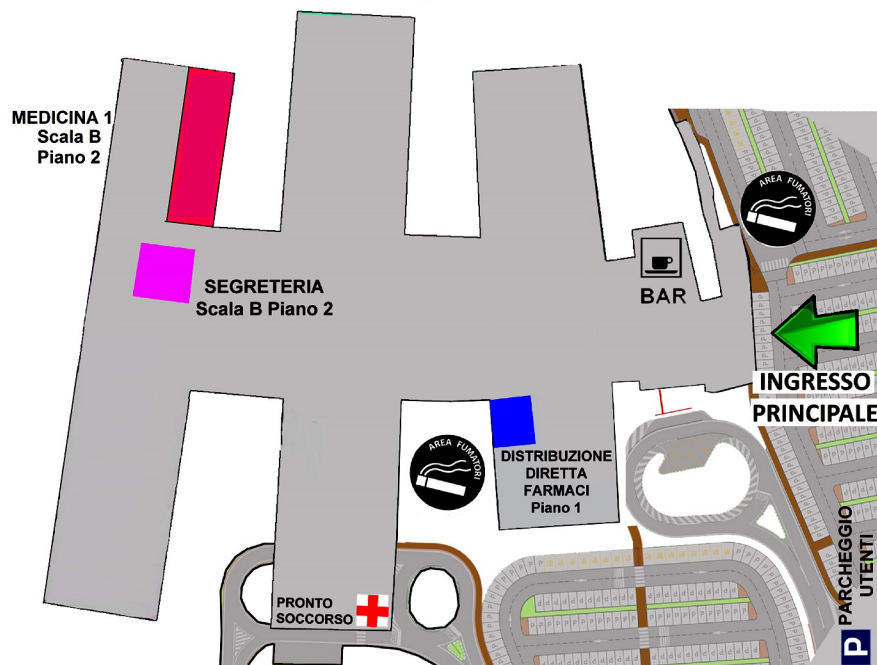 MEDICINA 1
Scala B
Piano 2
SEGRETERIA
Scala B Piano 2
BAR
AREA FUMATORI
INGRESSO
PRINCIPALE
AREA FUMATORI
DISTRIBUZIONE
DIRETTA
FARMACI
Piano 1
PRONTO
SOCCORSO
P PARCHEGGIO
UTENTI